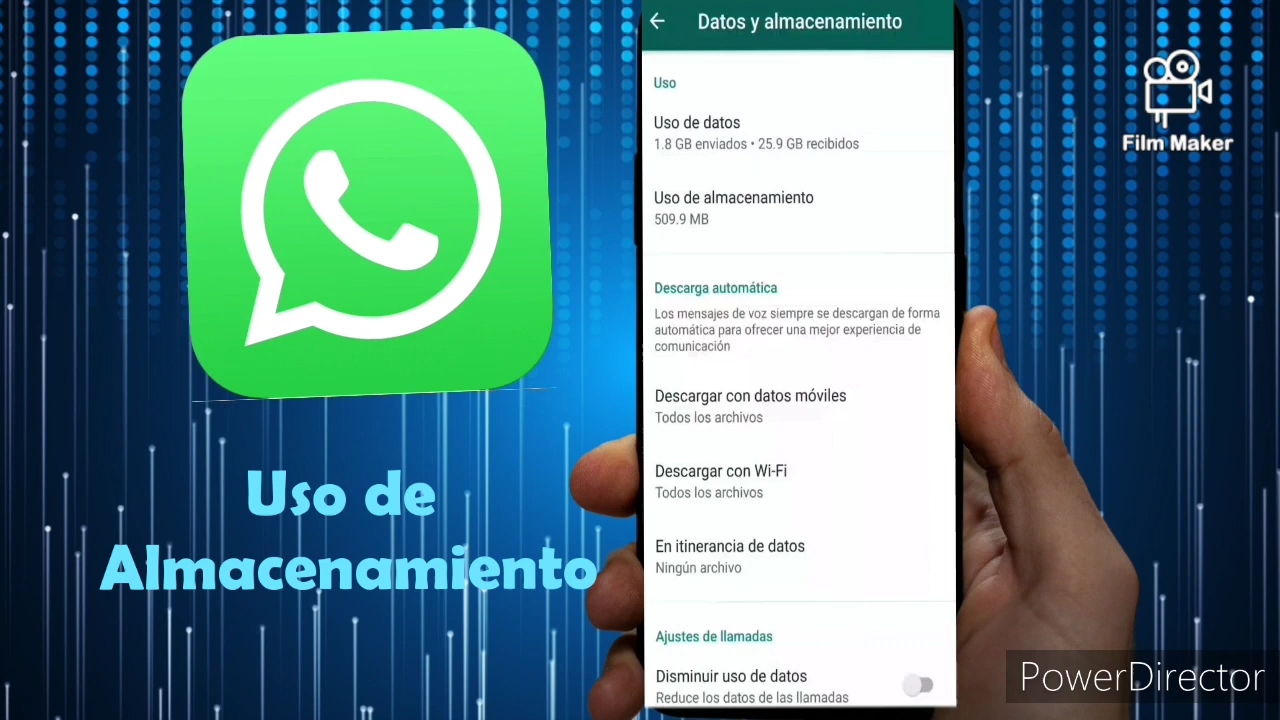 Datos y almacenamiento
Uso
Uso de datos
1.8 GB enviados • 25.9 GB recibidos
Uso de almacenamiento
509.9 MB
Descarga automática
Los mensajes de voz siempre se descargan de forma
automática para ofrecer una mejor experiencia de
comunicación
Descargar con datos móviles
Todos los archivos
Descargar con Wi-Fi
Todos los archivos
En itinerancia de datos
Ningún archivo
Ajustes de llamadas
Disminuir uso de datos
Reduce los datos de las llamadas
Uso de
Almacenamiento
Film Maker
PowerDirector